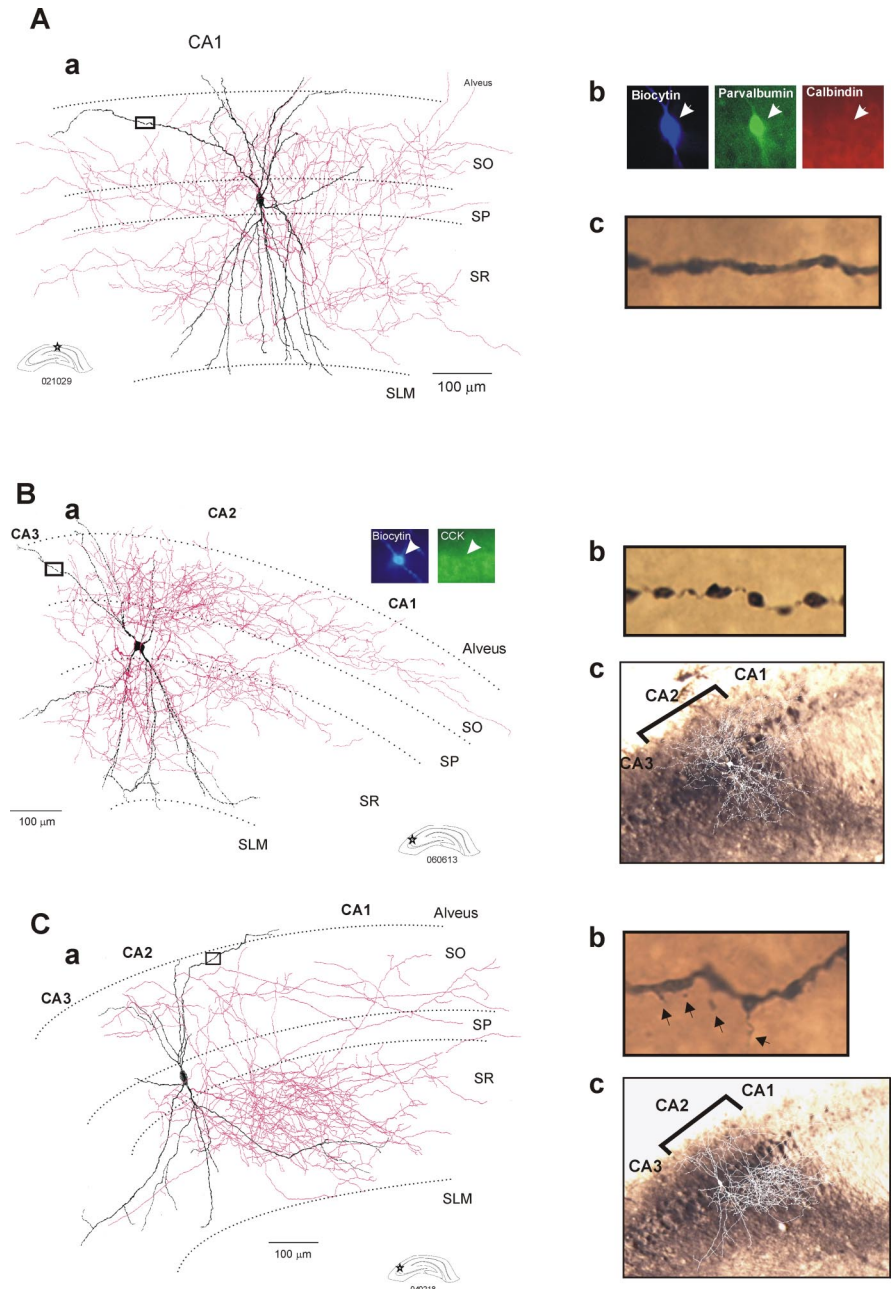 A
CA1
a
Alveus
SO
SP
SR
SLM
100 μm
021029
b
Biocytin
Parvalbumin
Calbindin
c
B
a
CA3
CA2
CA1
Biocytin
CCK
Alveus
SO
SP
SR
SLM
100 μm
060613
b
c
CA1
CA2
CA3
C
a
CA3
CA2
CA1
Alveus
SO
SP
SR
SLM
100 μm
b
c
CA1
CA2
CA3